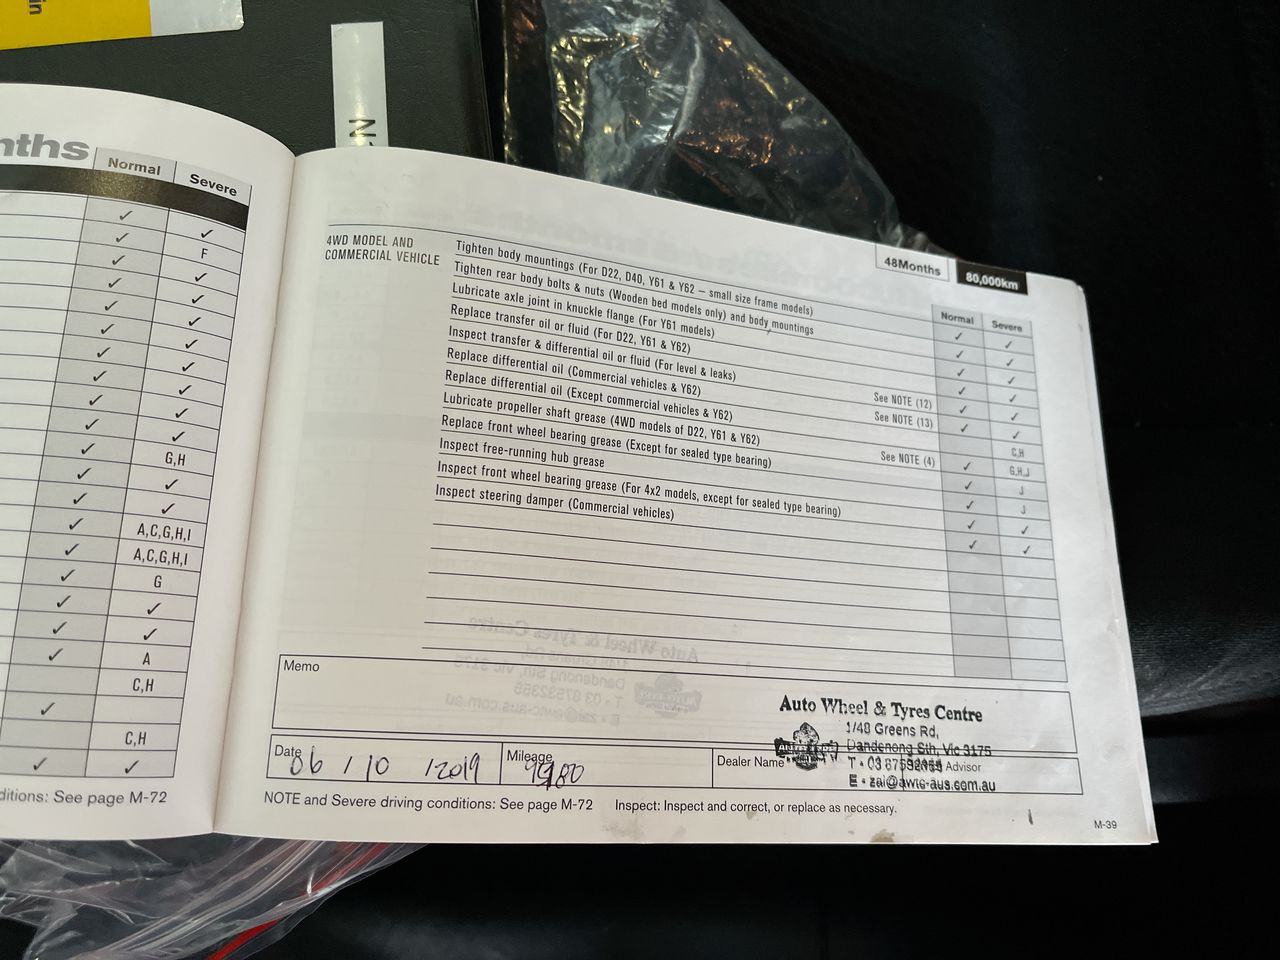 in
N-
nths
Normal
Severe
✓ ✓
✓ F
✓ ✓
✓ ✓
✓ ✓
✓ ✓
✓ ✓
✓ ✓
✓ ✓
✓ ✓
✓ G,H
✓ ✓
✓ ✓
✓ A,C,G,H,I
✓ A,C,G,H,I
✓ G
✓ ✓
✓ ✓
✓ A
C,H
✓
C,H
✓ ✓
ditions: See page M-72
48Months
80,000km
Normal
Severe
4WD MODEL AND
COMMERCIAL VEHICLE
Tighten body mountings (For D22, D40, Y61 & Y62 – small size frame models) ✓ ✓
Tighten rear body bolts & nuts (Wooden bed models only) and body mountings ✓ ✓
Lubricate axle joint in knuckle flange (For Y61 models) ✓ ✓
Replace transfer oil or fluid (For D22, Y61 & Y62) See NOTE (12) ✓ ✓
Inspect transfer & differential oil or fluid (For level & leaks) See NOTE (13) ✓ ✓
Replace differential oil (Commercial vehicles & Y62) ✓ ✓
Replace differential oil (Except commercial vehicles & Y62) See NOTE (4) C,H
Lubricate propeller shaft grease (4WD models of D22, Y61 & Y62) ✓ G,H,J
Replace front wheel bearing grease (Except for sealed type bearing) ✓ J
Inspect free-running hub grease ✓ J
Inspect front wheel bearing grease (For 4x2 models, except for sealed type bearing) ✓ ✓
Inspect steering damper (Commercial vehicles) ✓ ✓
Memo
Auto Wheel & Tyres Centre
1/48 Greens Rd,
Dandenong Sth, Vic 3175
T • 03 87532355
E • zai@awtc-aus.com.au
Date
06 / 10 / 2019
Mileage
Dealer Name
Advisor
NOTE and Severe driving conditions: See page M-72 Inspect: Inspect and correct, or replace as necessary.
M-39